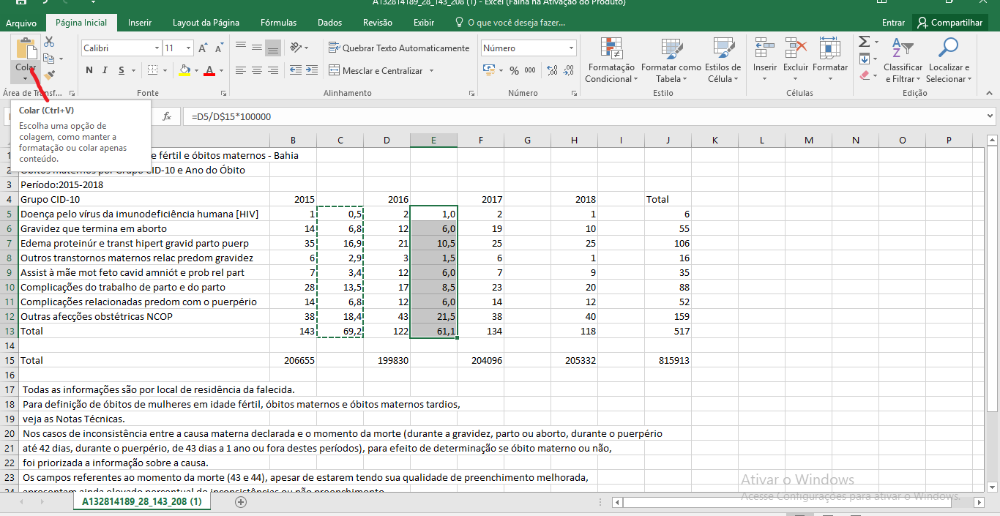 A132814189_28_143_208 (1) - Excel (Falha na Ativação do Produto)
Arquivo Página Inicial Inserir Layout da Página Fórmulas Dados Revisão Exibir O que você deseja fazer... Entrar Compartilhar
Colar
Calibri 11 Quebrar Texto Automaticamente Número
N I S A Mesclar e Centralizar % 000
Formatação Condicional Formatar como Tabela Estilos de Célula Inserir Excluir Formatar Classificar e Filtrar Localizar e Selecionar
Área de Transf... Fonte Alinhamento Número Estilo Células Edição
Colar (Ctrl+V)
Escolha uma opção de
colagem, como manter a
formatação ou colar apenas
conteúdo.
fx =D5/D$15*100000
B C D E F G H I J K L M N O P
1 e fértil e óbitos maternos - Bahia
2 Óbitos maternos por Grupo CID-10 e Ano do Óbito
3 Período:2015-2018
4 Grupo CID-10 2015 2016 2017 2018 Total
5 Doença pelo vírus da imunodeficiência humana [HIV] 1 0,5 2 1,0 2 1 6
6 Gravidez que termina em aborto 14 6,8 12 6,0 19 10 55
7 Edema proteinúr e transt hipert gravid parto puerp 35 16,9 21 10,5 25 25 106
8 Outros transtornos maternos relac predom gravidez 6 2,9 3 1,5 6 1 16
9 Assist à mãe mot feto cavid amniót e prob rel part 7 3,4 12 6,0 7 9 35
10 Complicações do trabalho de parto e do parto 28 13,5 17 8,5 23 20 88
11 Complicações relacionadas predom com o puerpério 14 6,8 12 6,0 14 12 52
12 Outras afecções obstétricas NCOP 38 18,4 43 21,5 38 40 159
13 Total 143 69,2 122 61,1 134 118 517
14
15 Total 206655 199830 204096 205332 815913
16
17 Todas as informações são por local de residência da falecida.
18 Para definição de óbitos de mulheres em idade fértil, óbitos maternos e óbitos maternos tardios,
19 veja as Notas Técnicas.
20 Nos casos de inconsistência entre a causa materna declarada e o momento da morte (durante a gravidez, parto ou aborto, durante o puerpério
21 até 42 dias, durante o puerpério, de 43 dias a 1 ano ou fora destes períodos), para efeito de determinação se óbito materno ou não,
22 foi priorizada a informação sobre a causa.
23 Os campos referentes ao momento da morte (43 e 44), apesar de estarem tendo sua qualidade de preenchimento melhorada,
24 apresentam ainda elevado percentual de inconsistências ou não preenchimento.
Ativar o Windows
Acesse Configurações para ativar o Windows.
A132814189_28_143_208 (1)